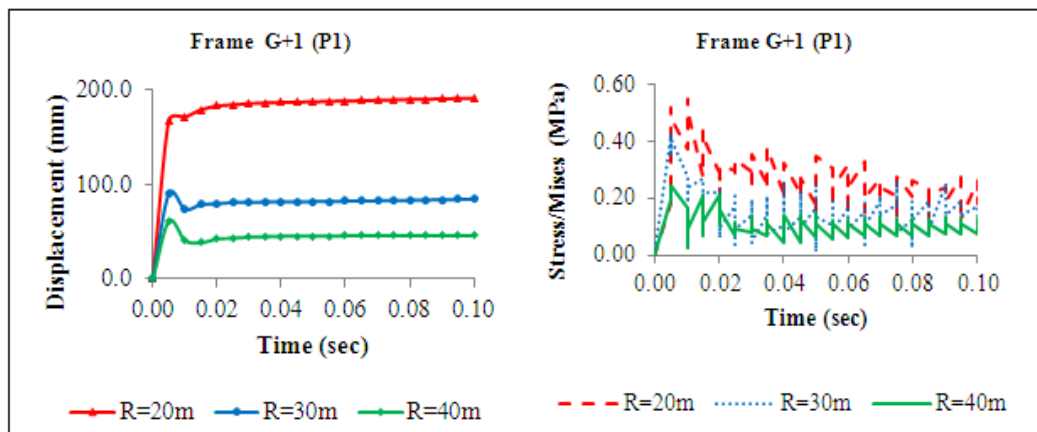 Frame G+1 (P1)
200.0
100.0
0.0
Displacement (mm)
0.00 0.02 0.04 0.06 0.08 0.10
Time (sec)
R=20m R=30m R=40m
Frame G+1 (P1)
0.60
0.40
0.20
0.00
Stress/Mises (MPa)
0.00 0.02 0.04 0.06 0.08 0.10
Time (sec)
R=20m R=30m R=40m